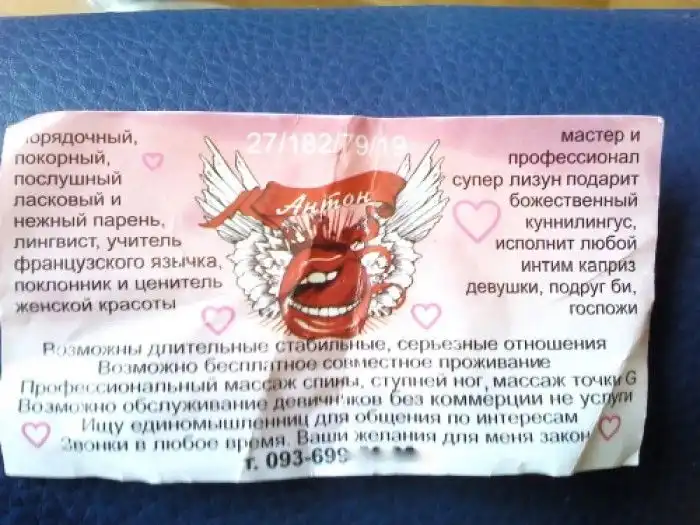 27/182/79/19
порядочный,
покорный,
послушный
ласковый и
нежный парень,
лингвист, учитель
французского язычка,
поклонник и ценитель
женской красоты
Антон
мастер и
профессионал
супер лизун подарит
божественный
куннилингус,
исполнит любой
интим каприз
девушки, подруг би,
госпожи
Возможны длительные стабильные, серьезные отношения
Возможно бесплатное совместное проживание
Профессиональный массаж спины, ступней ног, массаж точки G
Возможно обслуживание девичников без коммерции не услуги
Ищу единомышленниц для общения по интересам
Звонки в любое время. Ваши желания для меня закон
т. 093-699